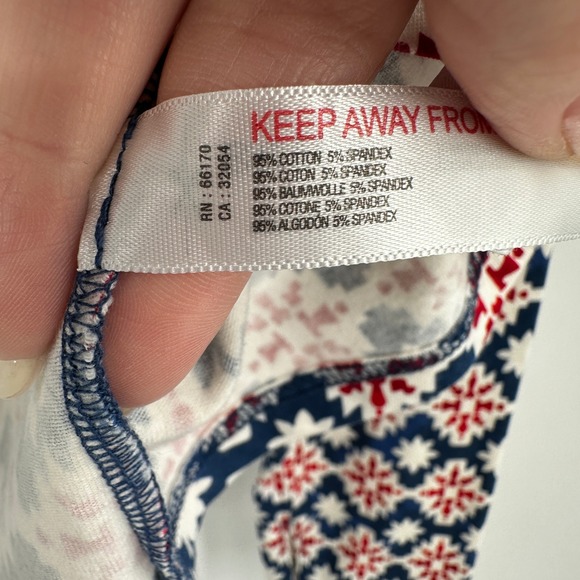 KEEP AWAY FROM
95% COTTON 5% SPANDEX
95% COTON 5% SPANDEX
95% BAUMWOLLE 5% SPANDEX
95% COTONE 5% SPANDEX
95% ALGODÓN 5% SPANDEX
RN : 66170
CA : 32054